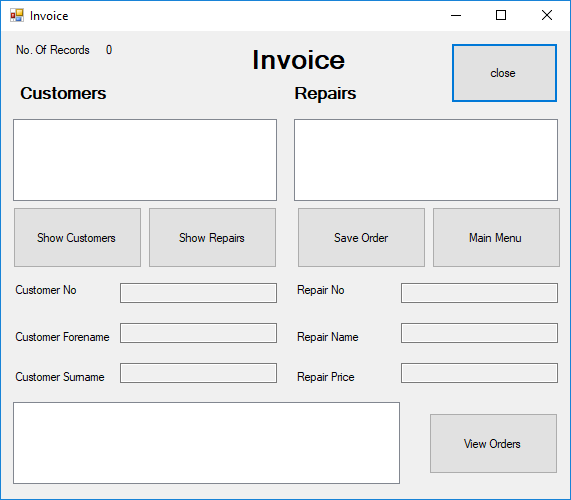 Invoice
No. Of Records 0
Invoice
close
Customers Repairs
Show Customers Show Repairs Save Order Main Menu
Customer No Repair No
Customer Forename Repair Name
Customer Surname Repair Price
View Orders